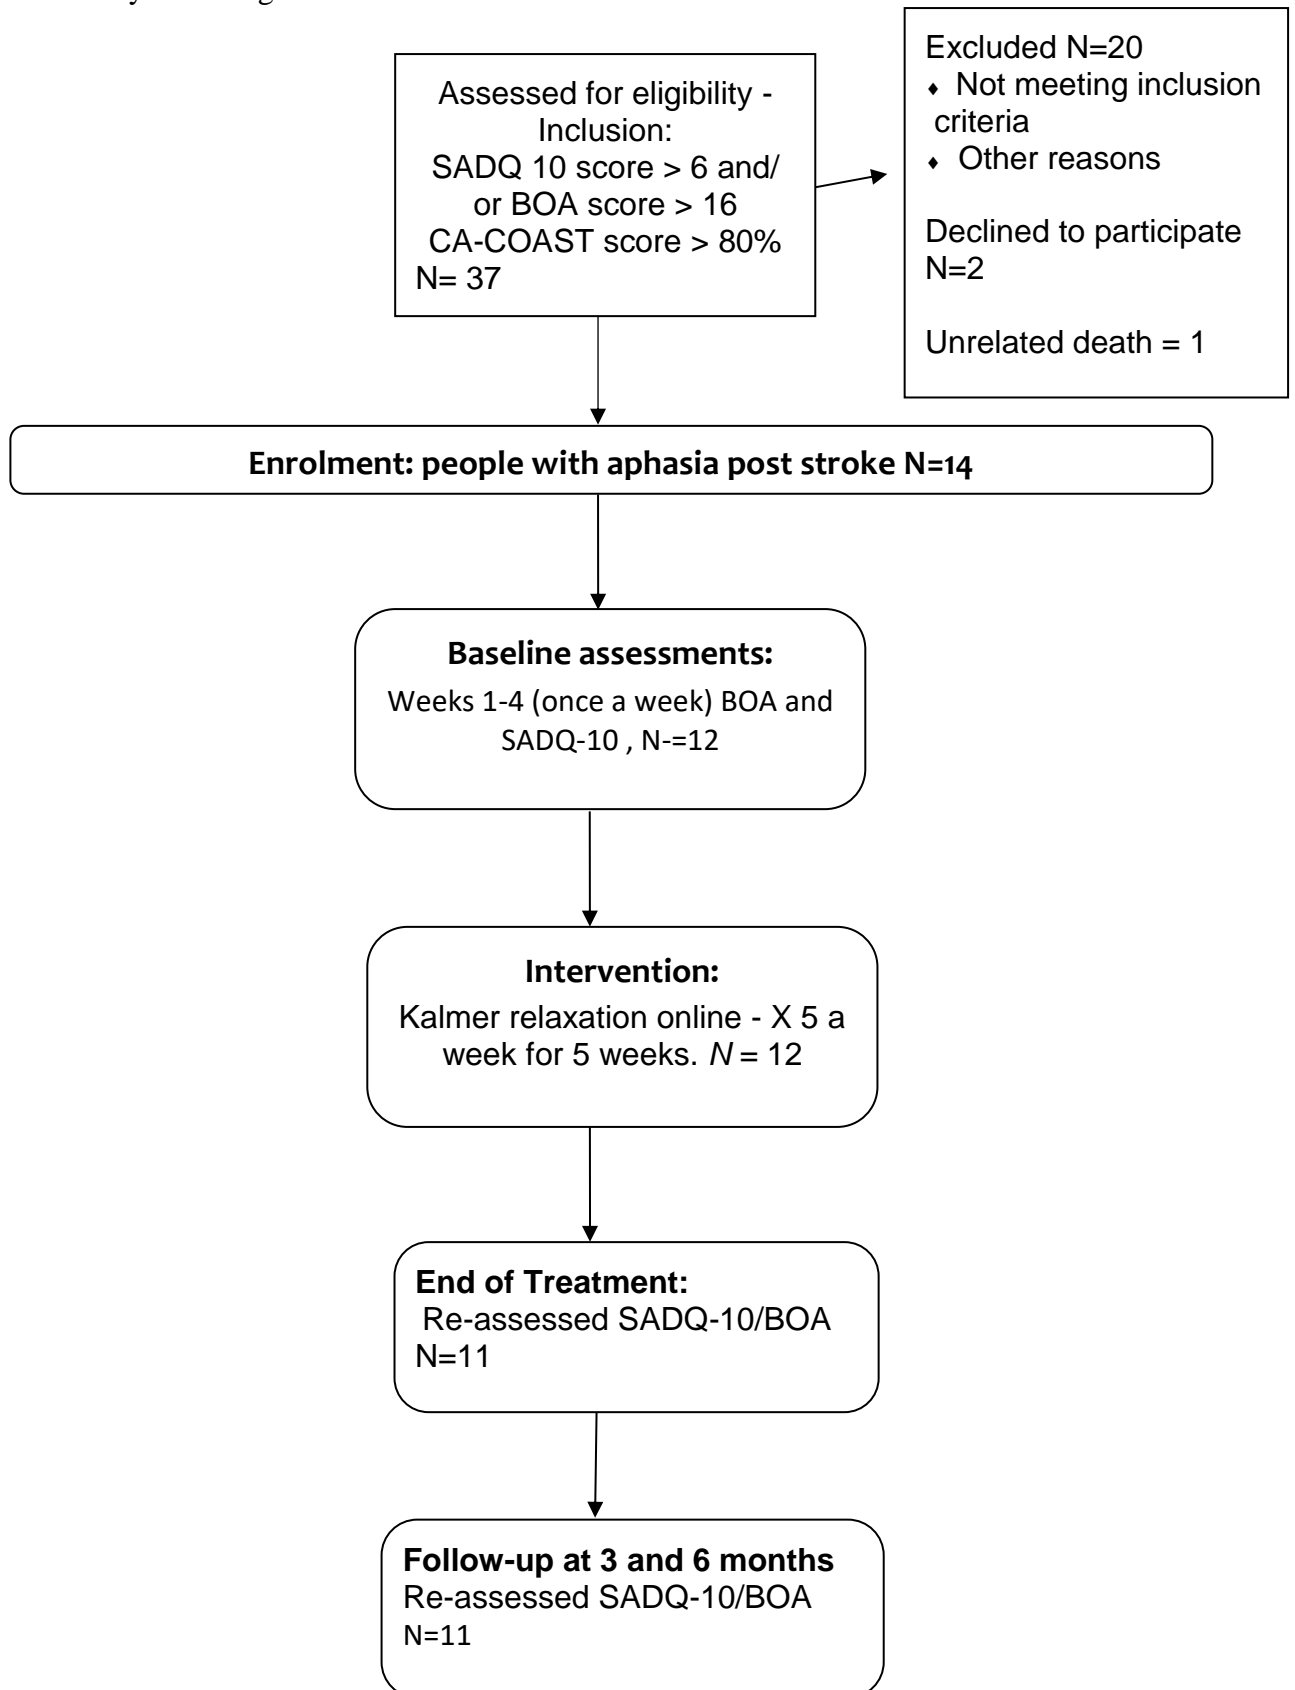 Assessed for eligibility -
Inclusion:
SADQ 10 score > 6 and/
or BOA score > 16
CA-COAST score > 80%
N= 37
Excluded N=20
⬧ Not meeting inclusion
criteria
⬧ Other reasons
Declined to participate
N=2
Unrelated death = 1
Enrolment: people with aphasia post stroke N=14
Baseline assessments:
Weeks 1-4 (once a week) BOA and
SADQ-10 , N-=12
Intervention:
Kalmer relaxation online - X 5 a
week for 5 weeks. N = 12
End of Treatment:
Re-assessed SADQ-10/BOA
N=11
Follow-up at 3 and 6 months
Re-assessed SADQ-10/BOA
N=11